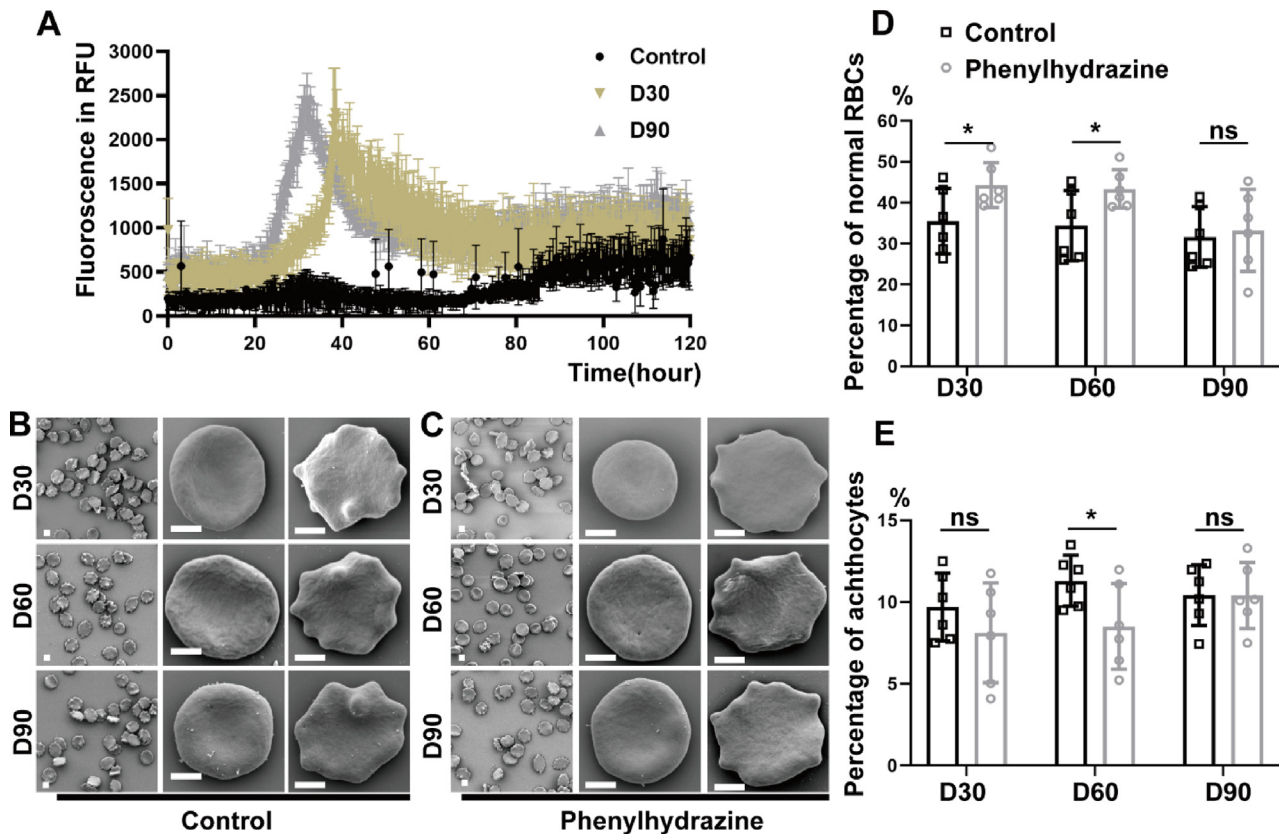 A
Fluoroscence in RFU
3000
2500
2000
1500
1000
500
0
Control
D30
D90
0
20
40
60
80
100
120
Time(hour)
B
D30
D60
D90
Control
C
D30
D60
D90
Phenylhydrazine
D
Control
Phenylhydrazine
Percentage of normal RBCs
%
60
50
40
30
20
10
0
*
*
ns
D30
D60
D90
E
Percentage of achthocytes
%
15
10
5
0
ns
*
ns
D30
D60
D90